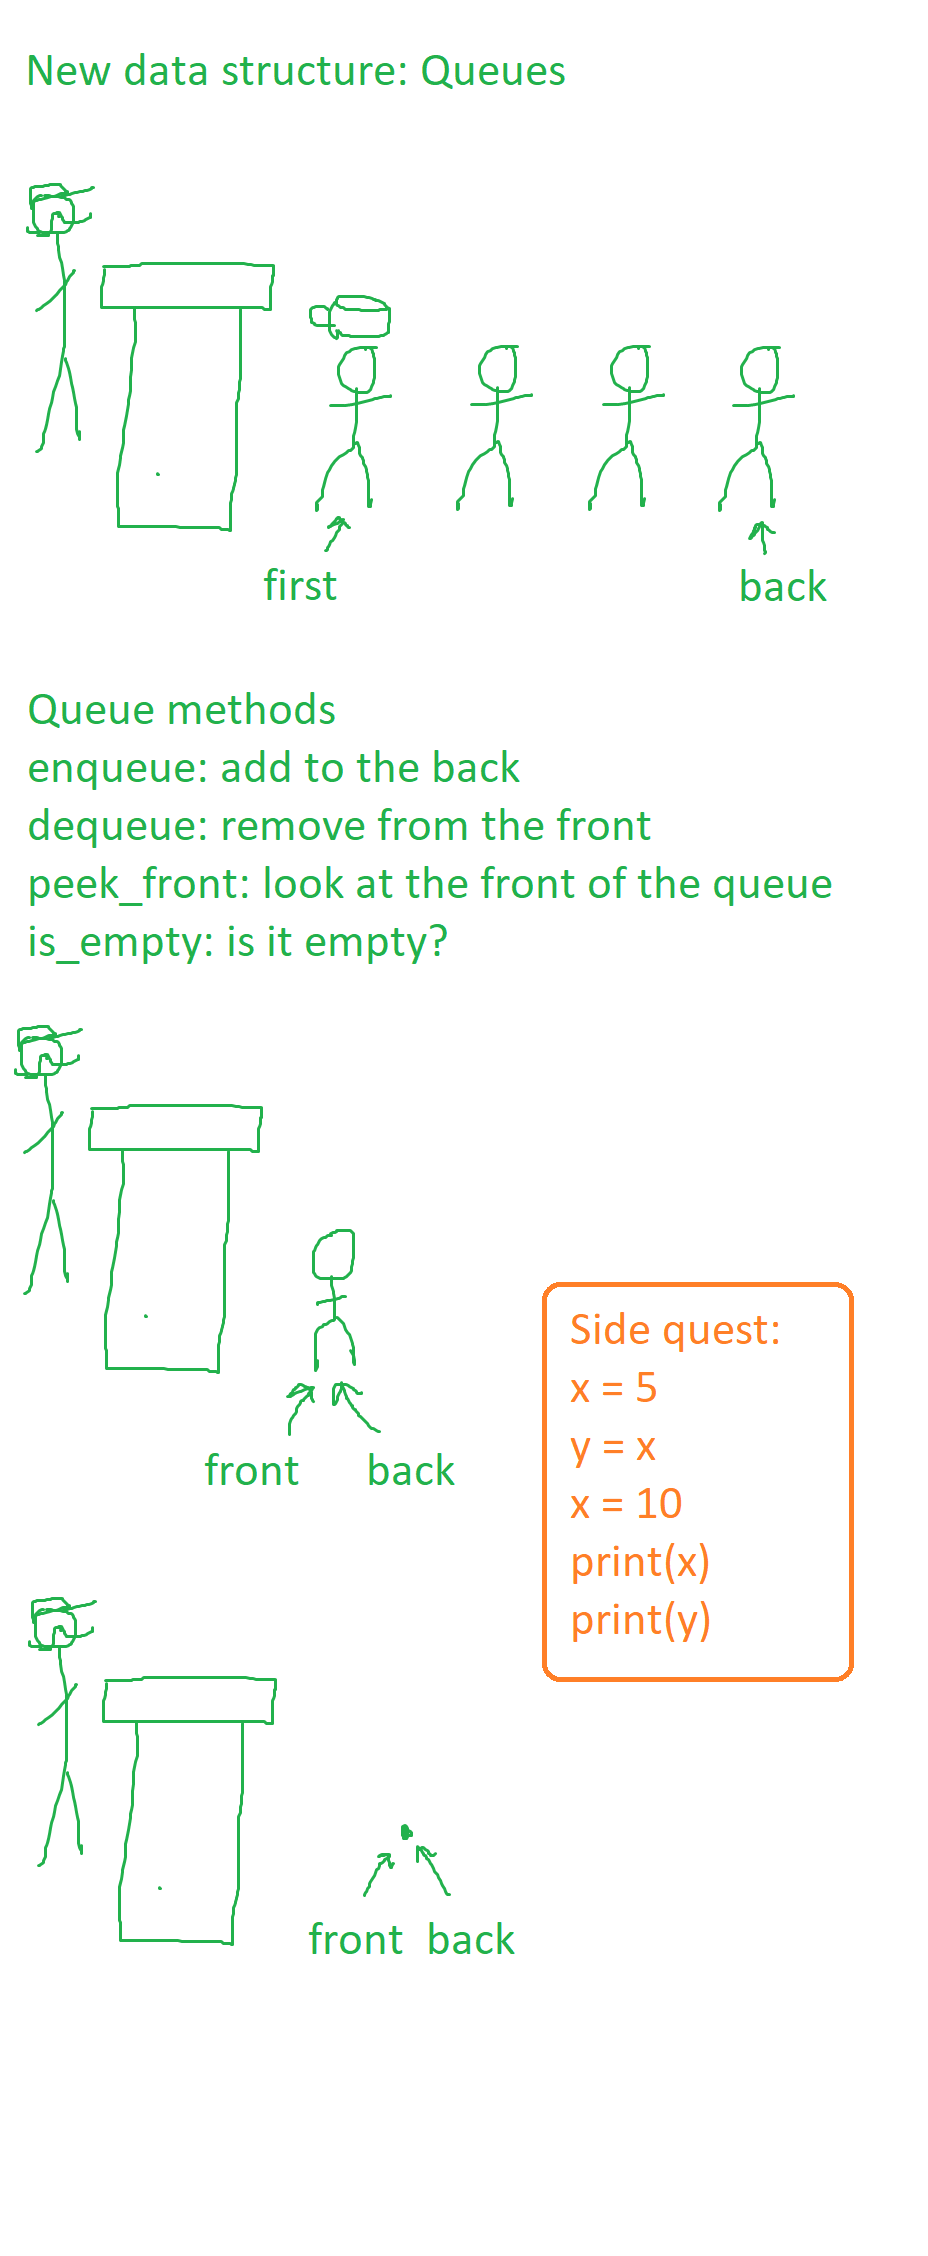 New data structure: Queues
first
back
Queue methods
enqueue: add to the back
dequeue: remove from the front
peek_front: look at the front of the queue
is_empty: is it empty?
front
back
Side quest:
x = 5
y = x
x = 10
print(x)
print(y)
front back